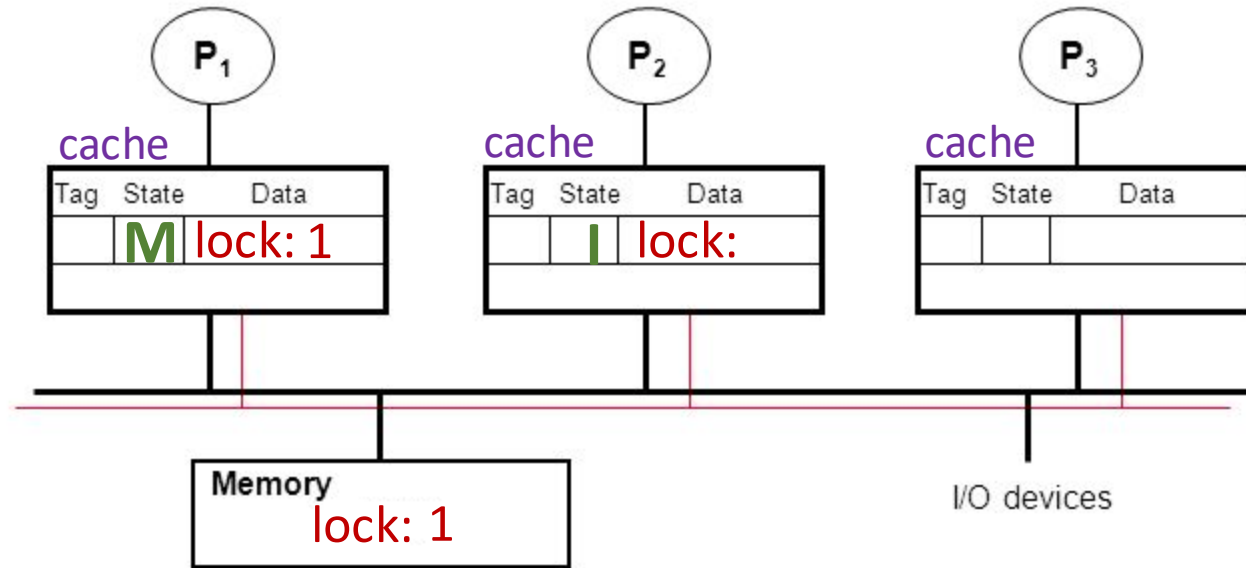 P₁ P₂ P₃
cache cache cache
Tag State Data Tag State Data Tag State Data
M lock: 1 I lock:
Memory
lock: 1
I/O devices